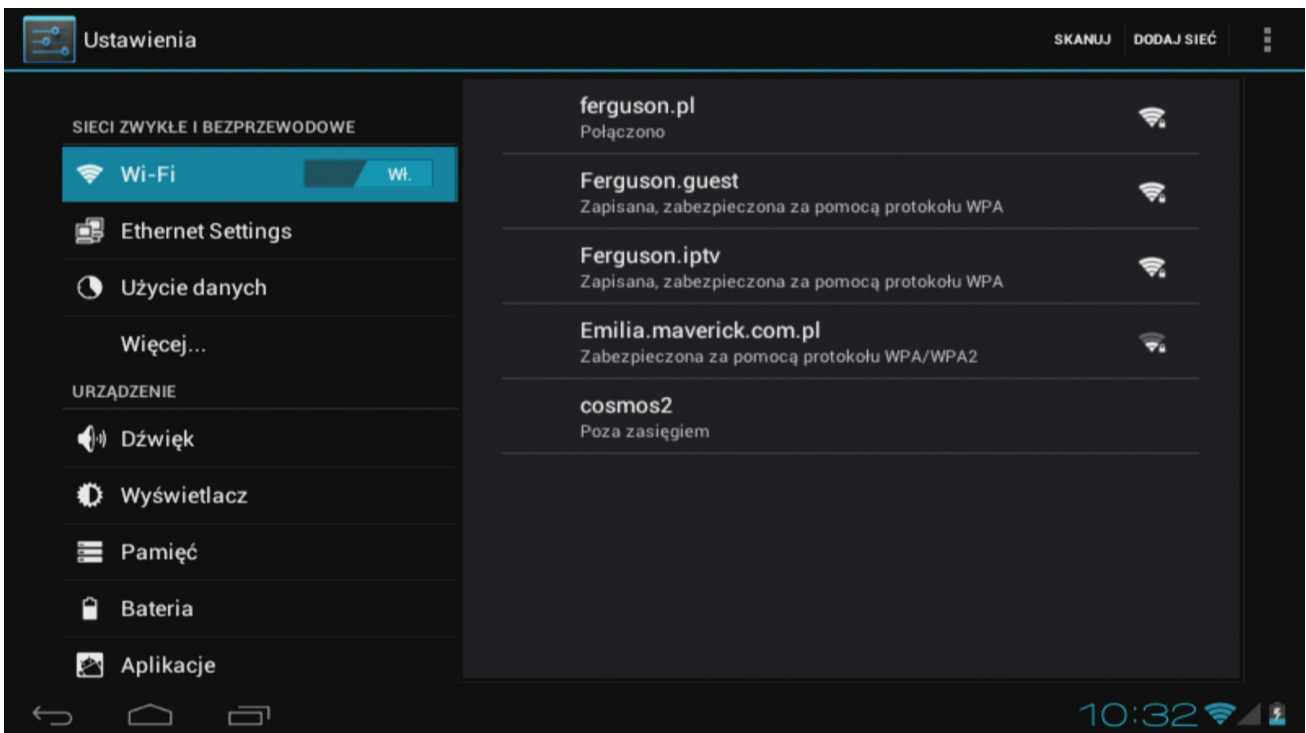 Ustawienia
SKANUJ
DODAJ SIEĆ
SIECI ZWYKŁE I BEZPRZEWODOWE
Wi-Fi
WŁ.
Ethernet Settings
Użycie danych
Więcej...
URZĄDZENIE
Dźwięk
Wyświetlacz
Pamięć
Bateria
Aplikacje
ferguson.pl
Połączono
Ferguson.guest
Zapisana, zabezpieczona za pomocą protokołu WPA
Ferguson.iptv
Zapisana, zabezpieczona za pomocą protokołu WPA
Emilia.maverick.com.pl
Zabezpieczona za pomocą protokołu WPA/WPA2
cosmos2
Poza zasięgiem
10:32